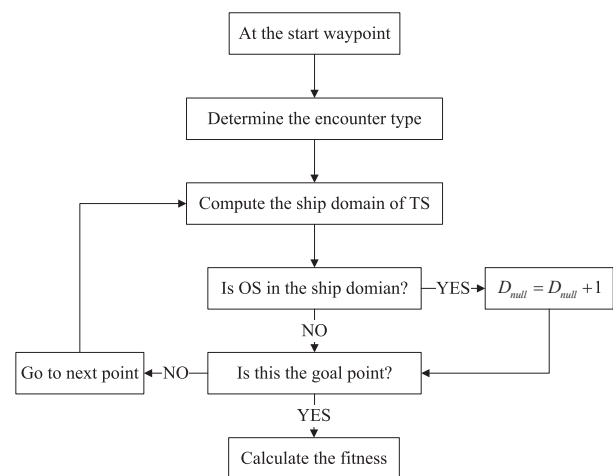 At the start waypoint
Determine the encounter type
Compute the ship domain of TS
Is OS in the ship domian?
YES
D_null = D_null +1
NO
Go to next point
NO
Is this the goal point?
YES
Calculate the fitness